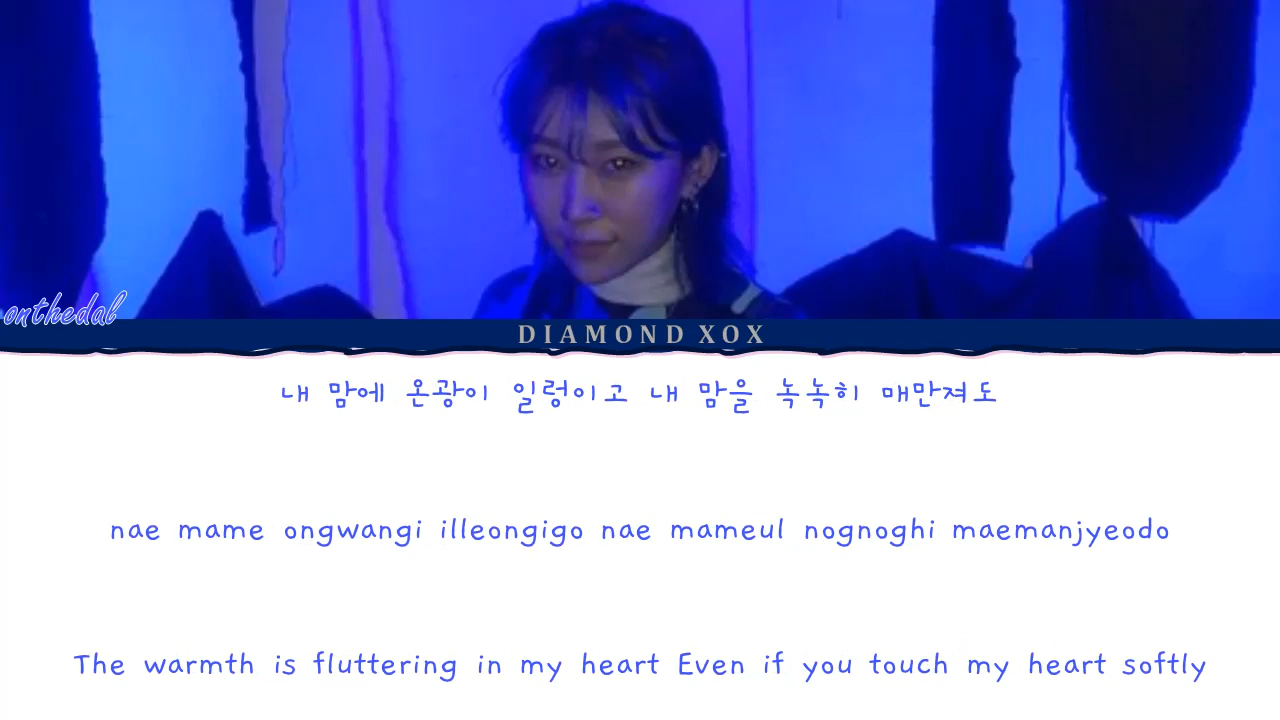 onthedal
DIAMOND XOX
내 맘에 온광이 일렁이고 내 맘을 녹녹히 매만져도
nae mame ongwangi illeongigo nae mameul nognoghi maemanjyeodo
The warmth is fluttering in my heart Even if you touch my heart softly